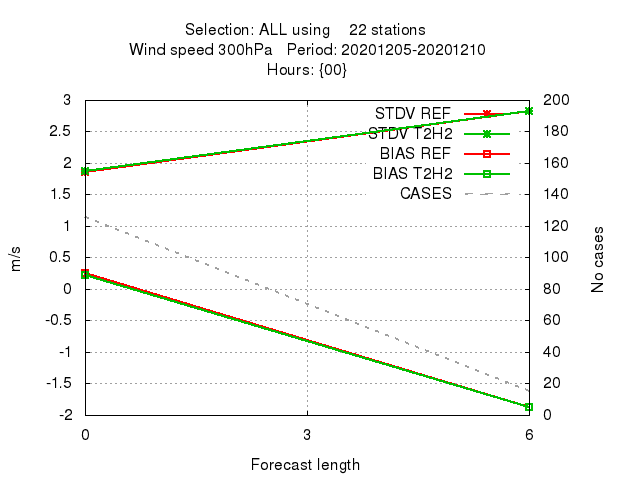 Selection: ALL using 22 stations
Wind speed 300hPa Period: 20201205-20201210
Hours: {00}
STDV REF
STDV T2H2
BIAS REF
BIAS T2H2
CASES
3
2.5
2
1.5
1
0.5
0
-0.5
-1
-1.5
-2
200
180
160
140
120
100
80
60
40
20
0
m/s
No cases
0 3 6
Forecast length